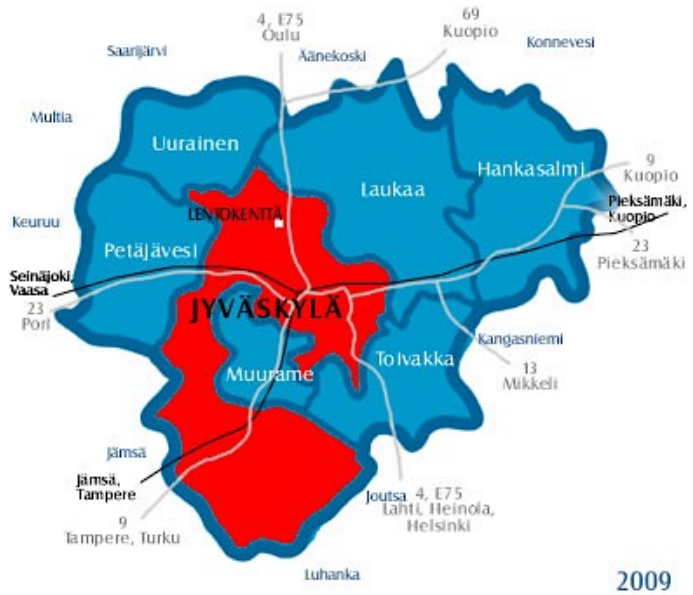 4, E75
Oulu
69
Kuopio
Saarijärvi
Äänekoski
Konnevesi
Multia
Uurainen
Hankasalmi
9
Kuopio
Laukaa
Pieksämäki,
Kuopio
LENTOKENTTÄ
Keuruu
Petäjävesi
23
Pieksämäki
Seinäjoki,
Vaasa
23
Pori
JYVÄSKYLÄ
Kangasniemi
Toivakka
Muurame
13
Mikkeli
Jämsä
Jämsä,
Tampere
Joutsa
4, E75
Lahti, Heinola,
Helsinki
9
Tampere, Turku
Luhanka
2009